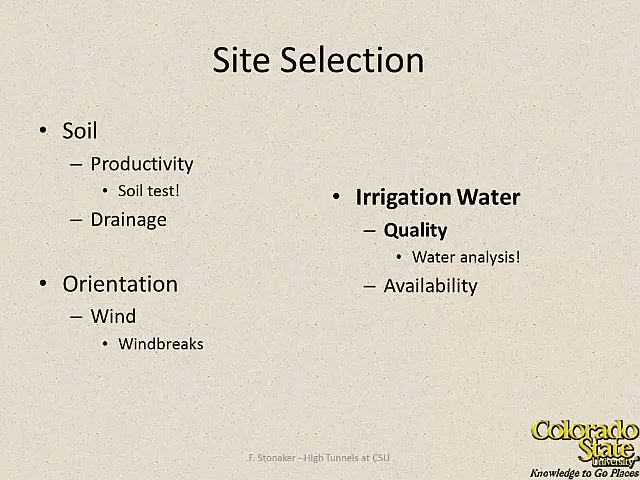 Site Selection
• Soil
– Productivity
• Soil test!
– Drainage
• Orientation
– Wind
• Windbreaks
• Irrigation Water
– Quality
• Water analysis!
– Availability
F. Stonaker - High Tunnels at CSU
Colorado
State
University
Knowledge to Go Places